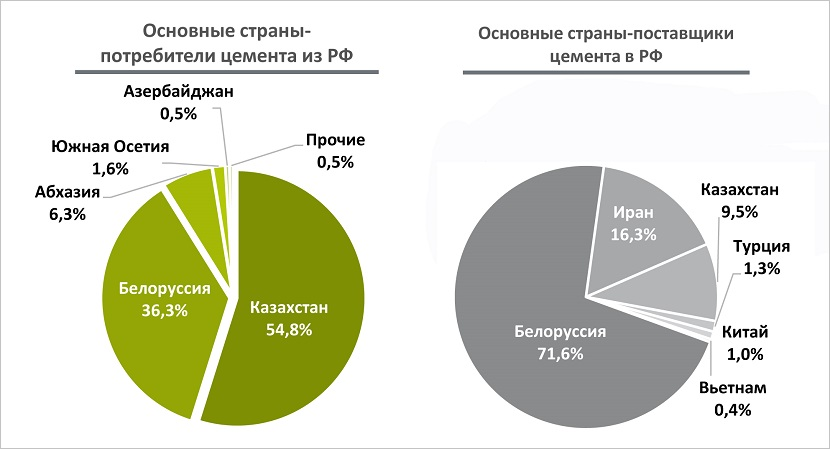 Основные страны-
потребители цемента из РФ
Азербайджан
0,5%
Южная Осетия
1,6%
Прочие
0,5%
Абхазия
6,3%
Белоруссия
36,3%
Казахстан
54,8%
Основные страны-поставщики
цемента в РФ
Иран
16,3%
Казахстан
9,5%
Турция
1,3%
Белоруссия
71,6%
Китай
1,0%
Вьетнам
0,4%